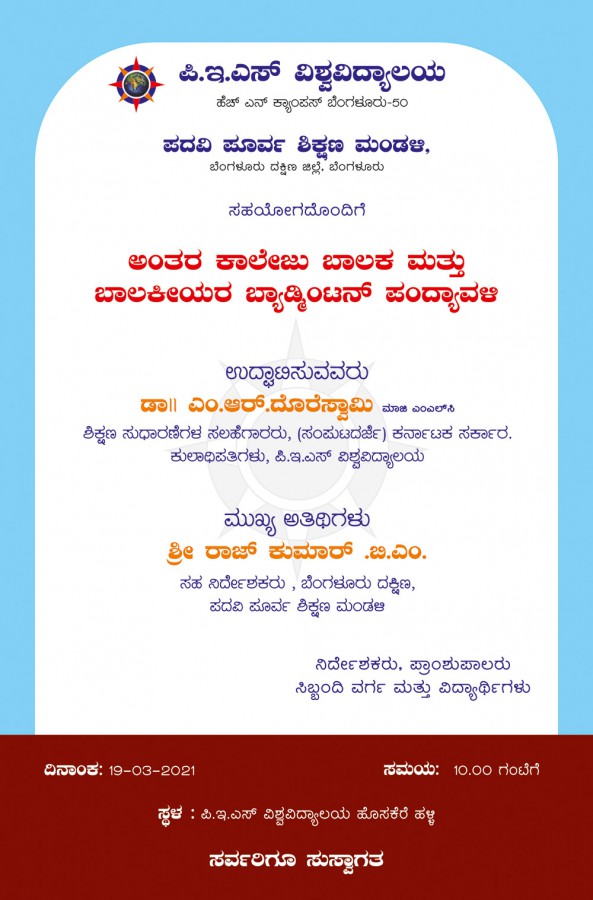 ಪಿ.ಇ.ಎಸ್ ವಿಶ್ವವಿದ್ಯಾಲಯ
ಹೆಚ್ ಎನ್ ಕ್ಯಾಂಪಸ್ ಬೆಂಗಳೂರು-50
ಪದವಿ ಪೂರ್ವ ಶಿಕ್ಷಣ ಮಂಡಳಿ,
ಬೆಂಗಳೂರು ದಕ್ಷಿಣ ಜಿಲ್ಲೆ, ಬೆಂಗಳೂರು
ಸಹಯೋಗದೊಂದಿಗೆ
ಅಂತರ ಕಾಲೇಜು ಬಾಲಕ ಮತ್ತು
ಬಾಲಕೀಯರ ಬ್ಯಾಡ್ಮಿಂಟನ್ ಪಂದ್ಯಾವಳಿ
ಉದ್ಘಾಟಿಸುವವರು
ಡಾ॥ ಎಂ.ಆರ್.ದೊರೆಸ್ವಾಮಿ ಮಾಜಿ ಎಂಎಲ್‌ಸಿ
ಶಿಕ್ಷಣ ಸುಧಾರಣೆಗಳ ಸಲಹೆಗಾರರು, (ಸಂಪುಟದರ್ಜೆ) ಕರ್ನಾಟಕ ಸರ್ಕಾರ.
ಕುಲಾಧಿಪತಿಗಳು, ಪಿ.ಇ.ಎಸ್ ವಿಶ್ವವಿದ್ಯಾಲಯ
ಮುಖ್ಯ ಅತಿಥಿಗಳು
ಶ್ರೀ ರಾಜ್ ಕುಮಾರ್ .ಬಿ.ಎಂ.
ಸಹ ನಿರ್ದೇಶಕರು , ಬೆಂಗಳೂರು ದಕ್ಷಿಣ,
ಪದವಿ ಪೂರ್ವ ಶಿಕ್ಷಣ ಮಂಡಳಿ
ನಿರ್ದೇಶಕರು, ಪ್ರಾಂಶುಪಾಲರು
ಸಿಬ್ಬಂದಿ ವರ್ಗ ಮತ್ತು ವಿದ್ಯಾರ್ಥಿಗಳು
ದಿನಾಂಕ: 19-03-2021 ಸಮಯ: 10.00 ಗಂಟೆಗೆ
ಸ್ಥಳ : ಪಿ.ಇ.ಎಸ್ ವಿಶ್ವವಿದ್ಯಾಲಯ ಹೊಸಕೆರೆ ಹಳ್ಳಿ
ಸರ್ವರಿಗೂ ಸುಸ್ವಾಗತ